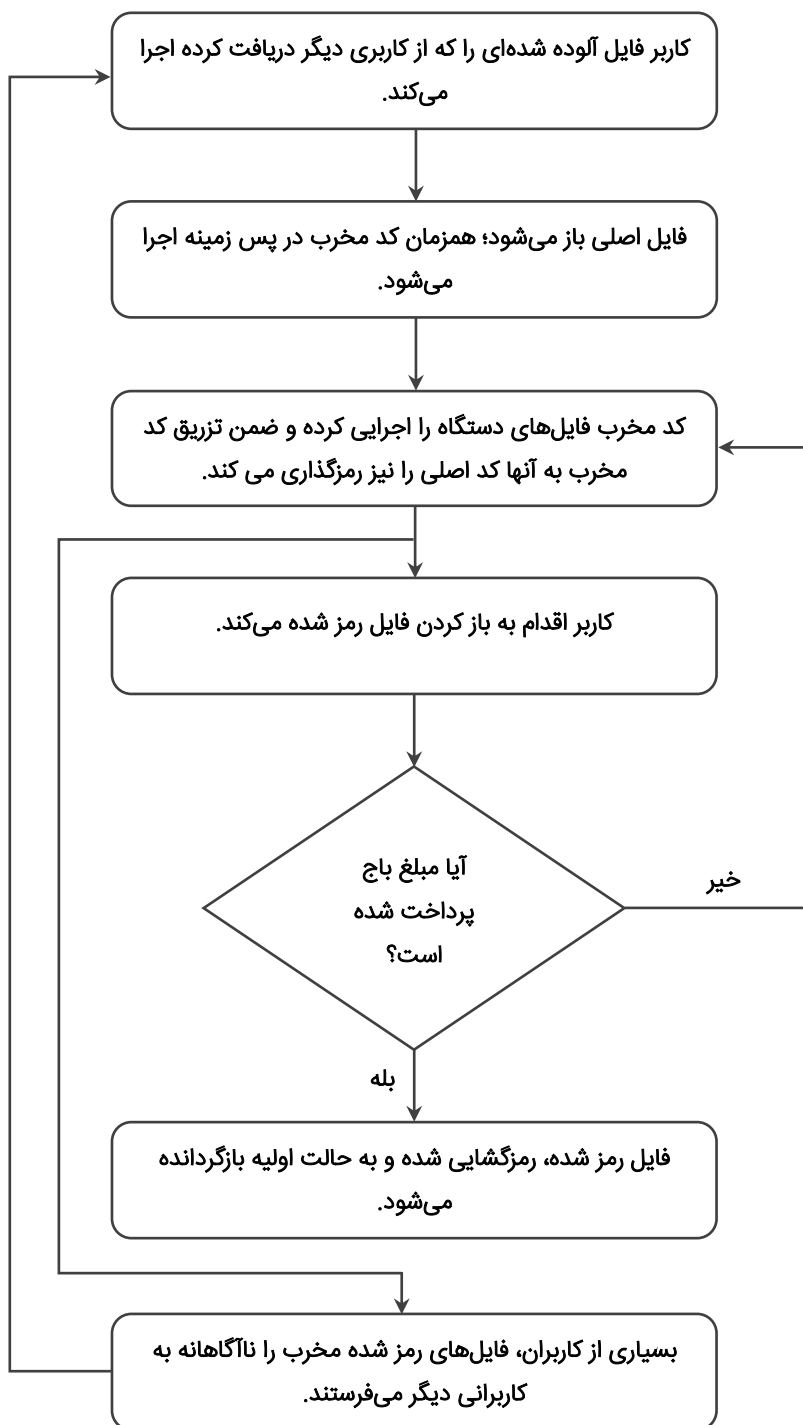 کاربر فایل آلوده شده‌ای را که از کاربری دیگر دریافت کرده اجرا
می‌کند.
فایل اصلی باز می‌شود؛ همزمان کد مخرب در پس زمینه اجرا
می‌شود.
کد مخرب فایل‌های دستگاه را اجرایی کرده و ضمن تزریق کد
مخرب به آنها کد اصلی را نیز رمزگذاری می کند.
کاربر اقدام به باز کردن فایل رمز شده می‌کند.
آیا مبلغ باج
پرداخت شده
است؟
خیر
بله
فایل رمز شده، رمزگشایی شده و به حالت اولیه بازگردانده
می‌شود.
بسیاری از کاربران، فایل‌های رمز شده مخرب را ناآگاهانه به
کاربرانی دیگر می‌فرستند.